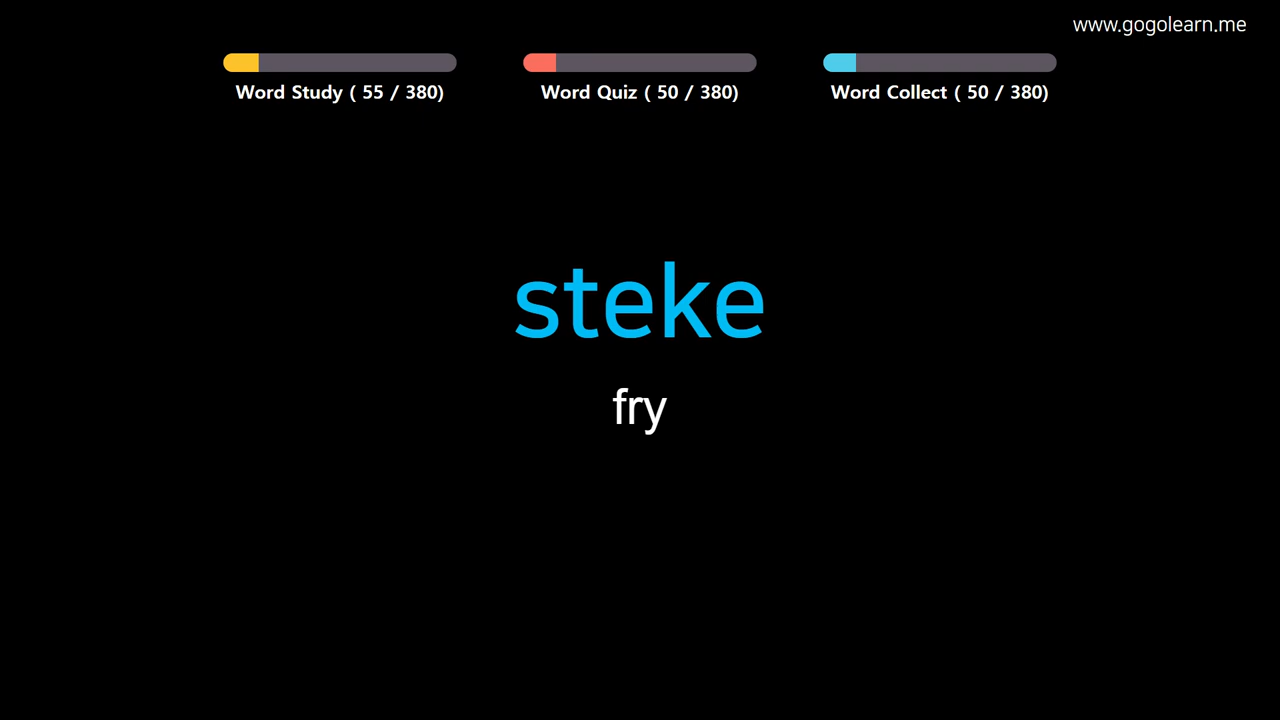 www.gogolearn.me
Word Study ( 55 / 380)
Word Quiz ( 50 / 380)
Word Collect ( 50 / 380)
steke
fry